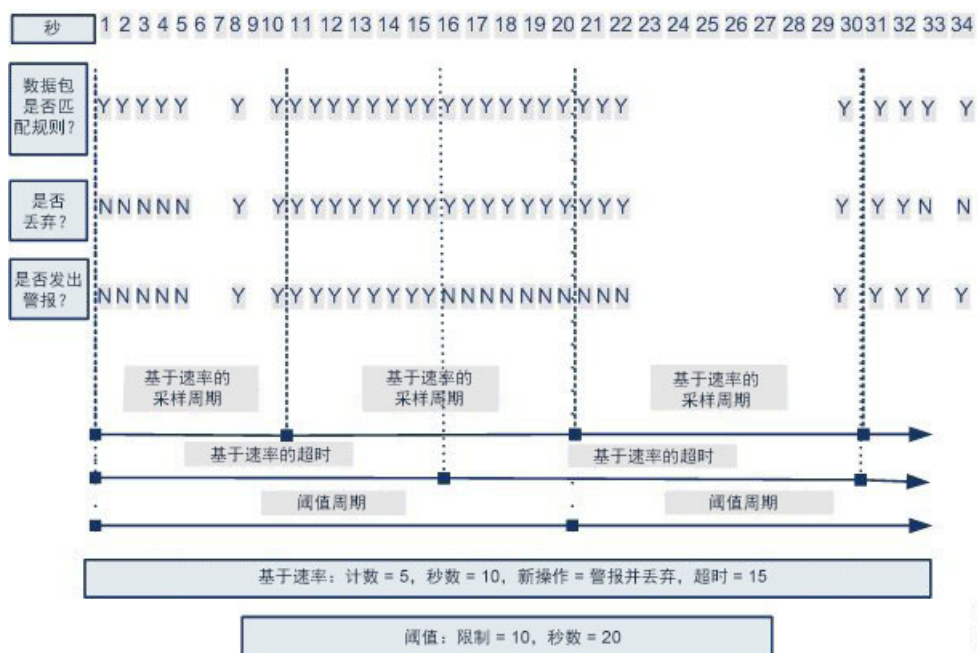 秒 1 2 3 4 5 6 7 8 9 10 11 12 13 14 15 16 17 18 19 20 21 22 23 24 25 26 27 28 29 30 31 32 33 34
数据包
是否匹
配规则？
Y Y Y Y Y Y Y Y Y Y Y Y Y Y Y Y Y Y Y Y Y Y Y Y Y Y Y Y Y Y
是否
丢弃？
N N N N N Y Y Y Y Y Y Y Y Y Y Y Y Y Y Y Y Y Y Y Y Y Y Y N N
是否发出
警报？
N N N N N Y Y Y Y Y Y Y Y Y Y N N N N N N N N N N Y Y Y Y Y
基于速率的
采样周期
基于速率的
采样周期
基于速率的
采样周期
基于速率的超时
基于速率的超时
阈值周期
阈值周期
基于速率：计数 = 5，秒数 = 10，新操作 = 警报并丢弃，超时 = 15
阈值：限制 = 10，秒数 = 20